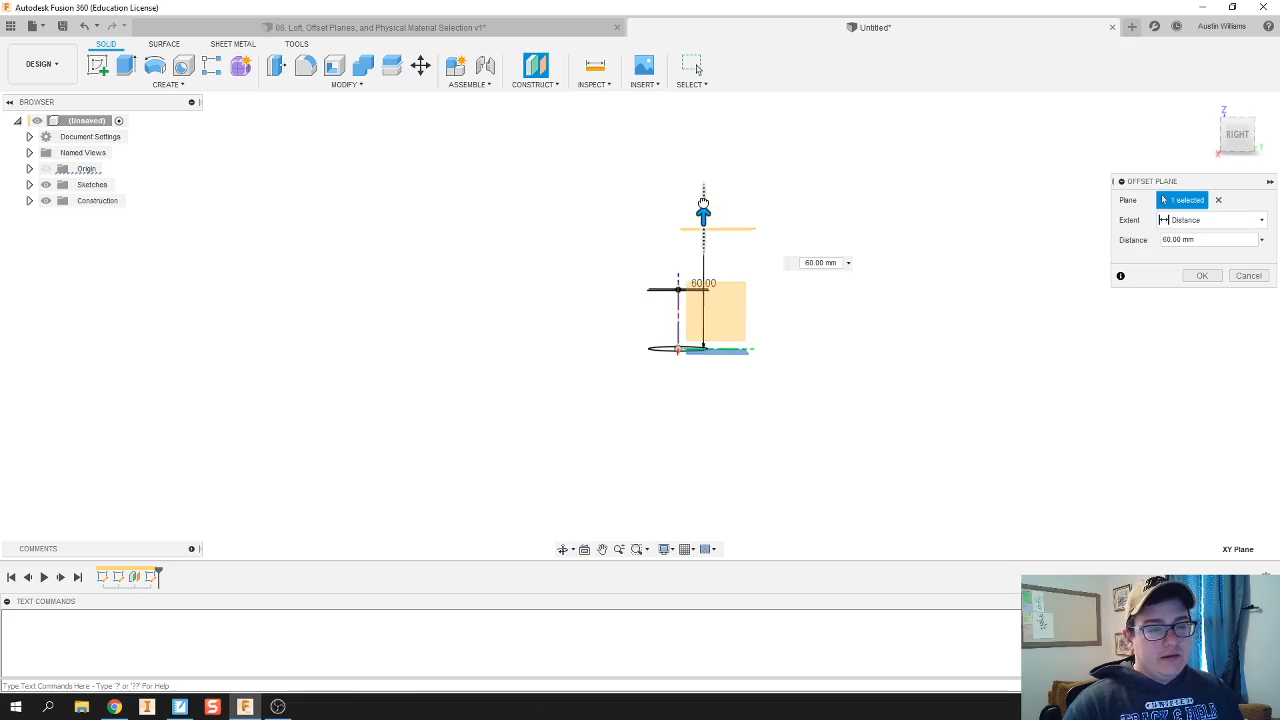 Autodesk Fusion 360 (Education License)
06. Loft, Offset Planes, and Physical Material Selection v1*
Untitled*
Austin Williams
DESIGN
SOLID SURFACE SHEET METAL TOOLS
CREATE MODIFY ASSEMBLE CONSTRUCT INSPECT INSERT SELECT
BROWSER
(Unsaved)
Document Settings
Named Views
Origin
Sketches
Construction
Z
RIGHT
X
Y
OFFSET PLANE
Plane 1 selected
Extent Distance
Distance 60.00 mm
OK Cancel
60.00 mm
60.00
COMMENTS
XY Plane
TEXT COMMANDS
Type Text Commands Here - Type '?' or '??' For Help
TRACK & FIELD